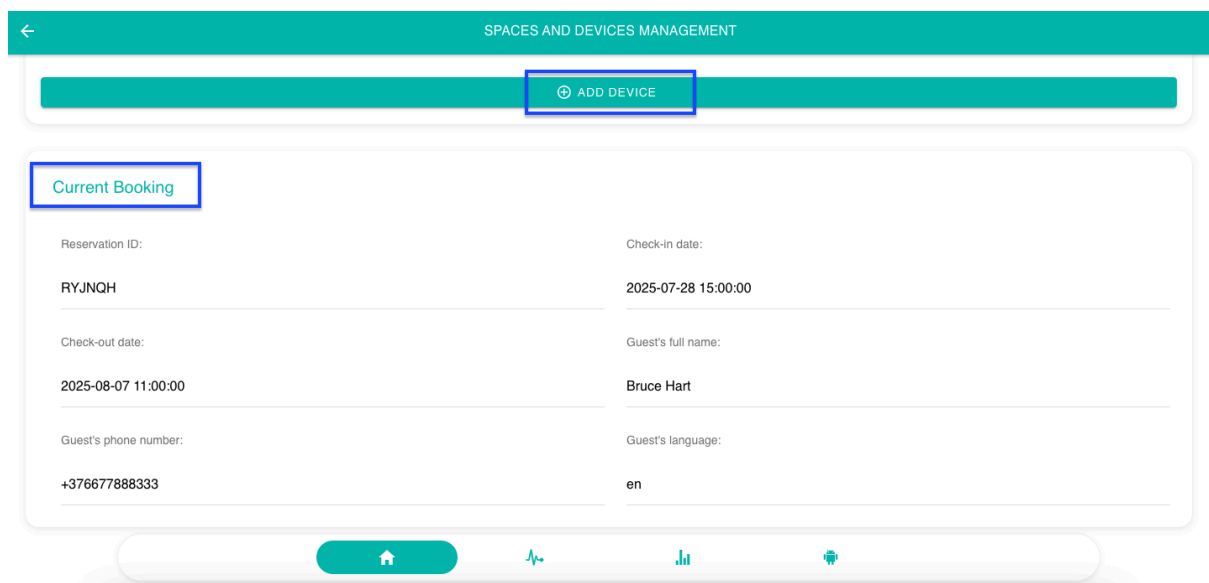 SPACES AND DEVICES MANAGEMENT
ADD DEVICE
Current Booking
Reservation ID:
Check-in date:
RYJNQH
2025-07-28 15:00:00
Check-out date:
Guest's full name:
2025-08-07 11:00:00
Bruce Hart
Guest's phone number:
Guest's language:
+376677888333
en